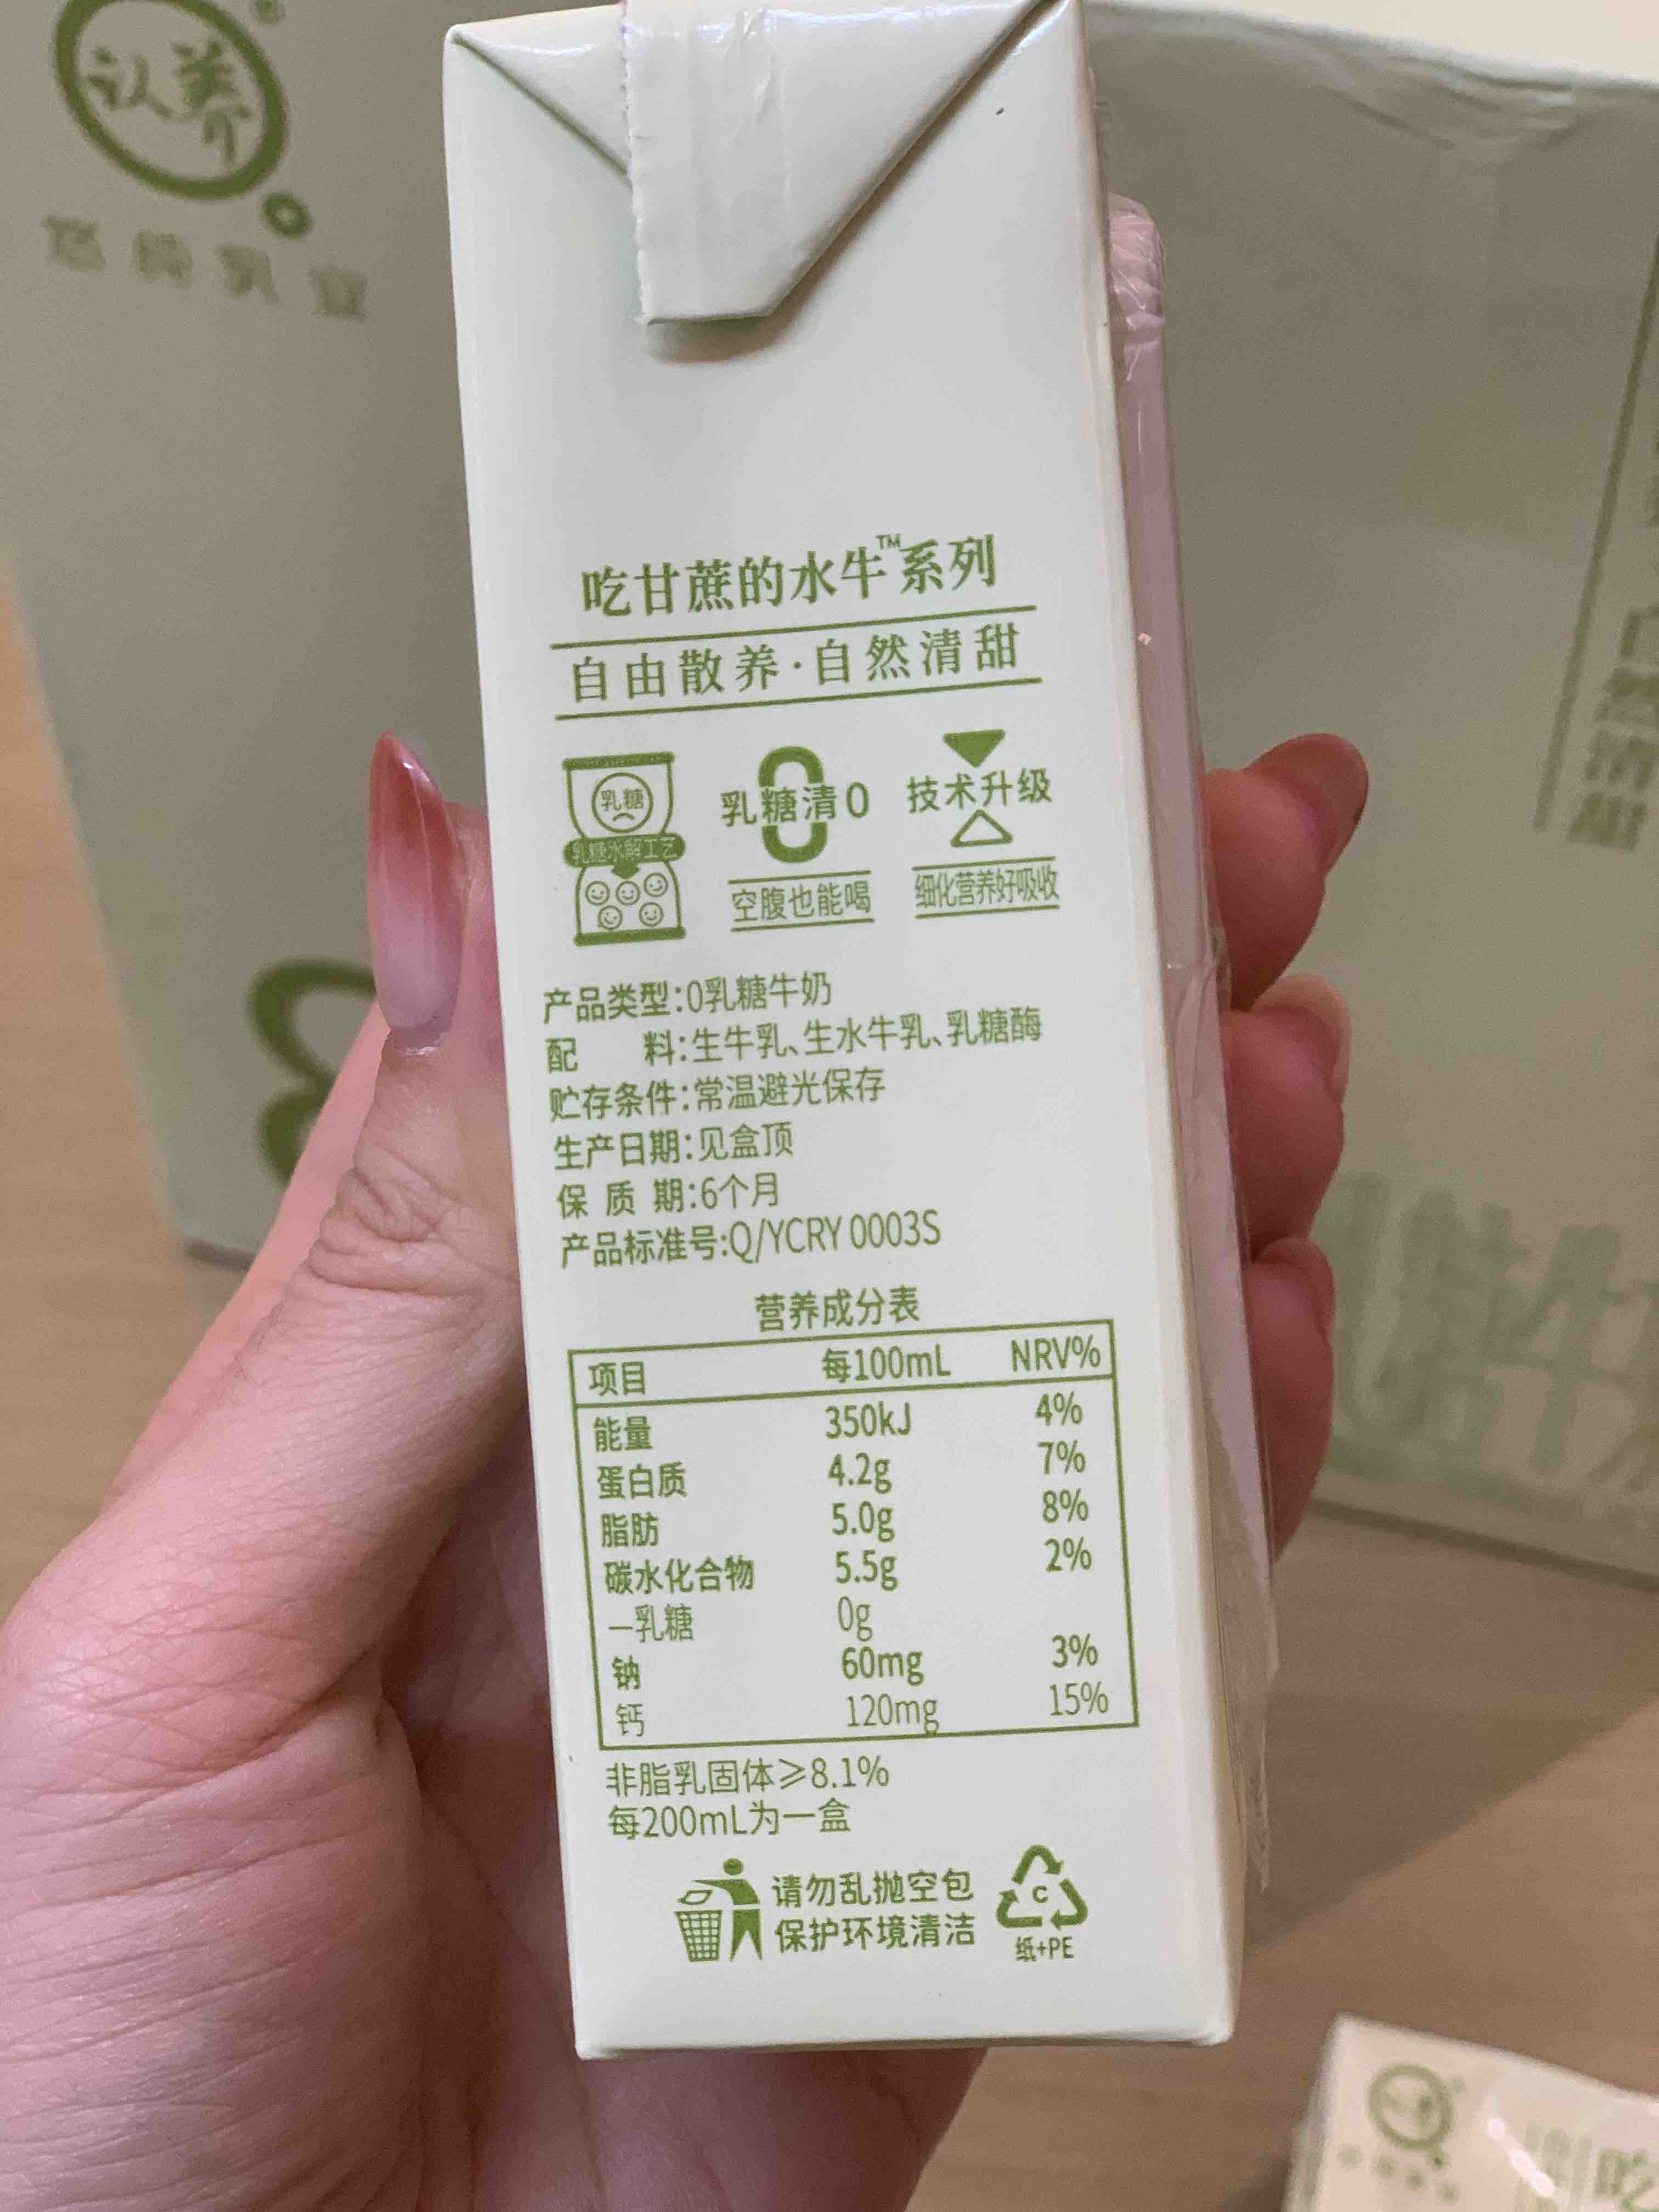 认养
®
吃甘蔗的水牛™系列
自由散养·自然清甜
乳糖
乳糖水解工艺
乳糖清0
空腹也能喝
技术升级
细化营养好吸收
产品类型:0乳糖牛奶
配 料:生牛乳、生水牛乳、乳糖酶
贮存条件:常温避光保存
生产日期:见盒顶
保质期:6个月
产品标准号:Q/YCRY 0003S
营养成分表
项目 每100mL NRV%
能量 350kJ 4%
蛋白质 4.2g 7%
脂肪 5.0g 8%
碳水化合物 5.5g 2%
—乳糖 0g
钠 60mg 3%
钙 120mg 15%
非脂乳固体≥8.1%
每200mL为一盒
请勿乱抛空包
保护环境清洁
C
纸+PE
自然清甜
吃